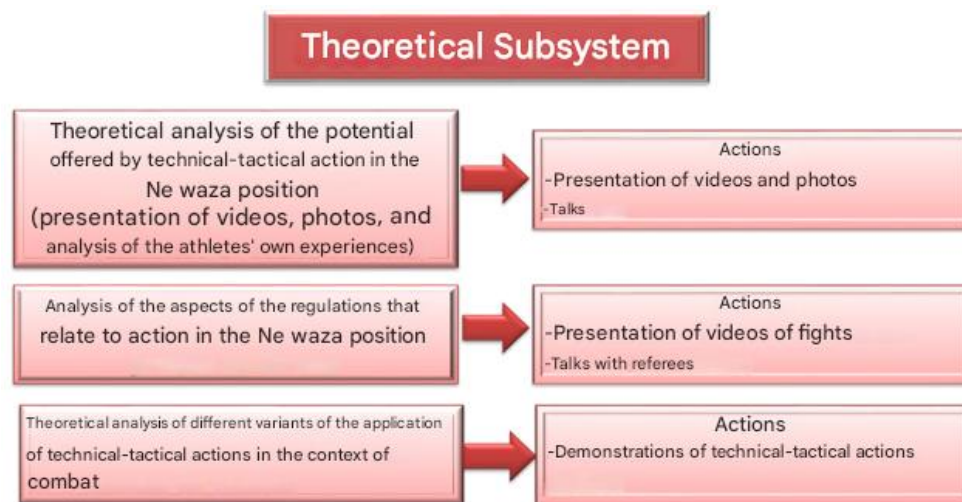 Theoretical Subsystem
Theoretical analysis of the potential
offered by technical-tactical action in the
Ne waza position
(presentation of videos, photos, and
analysis of the athletes' own experiences)
Actions
-Presentation of videos and photos
-Talks
Analysis of the aspects of the regulations that
relate to action in the Ne waza position
Actions
-Presentation of videos of fights
-Talks with referees
Theoretical analysis of different variants of the application
of technical-tactical actions in the context of
combat
Actions
-Demonstrations of technical-tactical actions